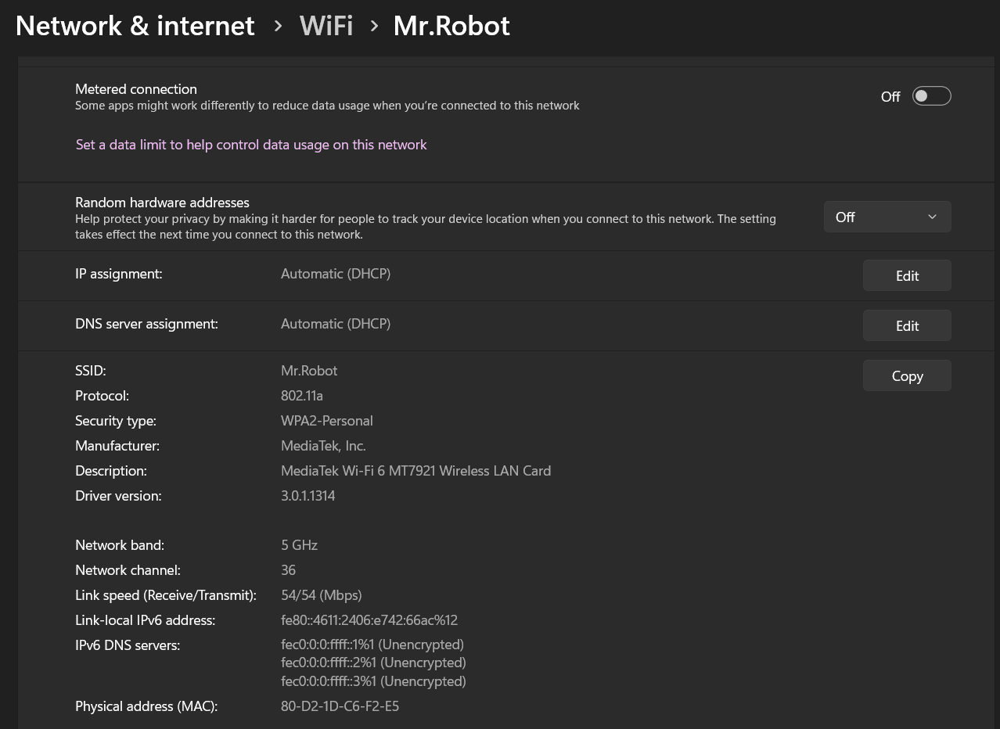 Network & internet > WiFi > Mr.Robot
Metered connection
Some apps might work differently to reduce data usage when you're connected to this network
Off
Set a data limit to help control data usage on this network
Random hardware addresses
Help protect your privacy by making it harder for people to track your device location when you connect to this network. The setting
takes effect the next time you connect to this network.
Off
IP assignment: Automatic (DHCP) Edit
DNS server assignment: Automatic (DHCP) Edit
SSID: Mr.Robot Copy
Protocol: 802.11a
Security type: WPA2-Personal
Manufacturer: MediaTek, Inc.
Description: MediaTek Wi-Fi 6 MT7921 Wireless LAN Card
Driver version: 3.0.1.1314
Network band: 5 GHz
Network channel: 36
Link speed (Receive/Transmit): 54/54 (Mbps)
Link-local IPv6 address: fe80::4611:2406:e742:66ac%12
IPv6 DNS servers: fec0:0:0:ffff::1%1 (Unencrypted)
fec0:0:0:ffff::2%1 (Unencrypted)
fec0:0:0:ffff::3%1 (Unencrypted)
Physical address (MAC): 80-D2-1D-C6-F2-E5